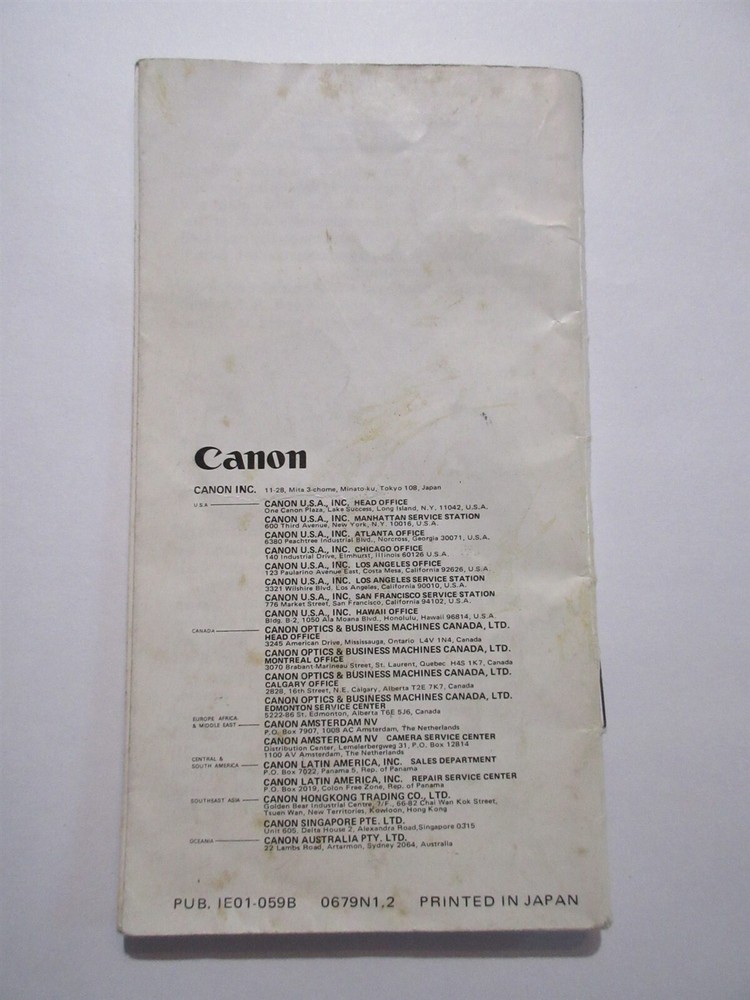 Canon
CANON INC. 11-28, Mita 3-chome, Minato-ku, Tokyo 108, Japan
U.S.A. CANON U.S.A., INC. HEAD OFFICE
One Canon Plaza, Lake Success, Long Island, N.Y. 11042, U.S.A.
CANON U.S.A., INC. MANHATTAN SERVICE STATION
600 Third Avenue, New York, N.Y. 10016, U.S.A.
CANON U.S.A., INC. ATLANTA OFFICE
6380 Peachtree Industrial Blvd., Norcross, Georgia 30071, U.S.A.
CANON U.S.A., INC. CHICAGO OFFICE
140 Industrial Drive, Elmhurst, Illinois 60126 U.S.A.
CANON U.S.A., INC. LOS ANGELES OFFICE
123 Paularino Avenue East, Costa Mesa, California 92626, U.S.A.
CANON U.S.A., INC. LOS ANGELES SERVICE STATION
3321 Wilshire Blvd. Los Angeles, California 90010, U.S.A.
CANON U.S.A., INC. SAN FRANCISCO SERVICE STATION
776 Market Street, San Francisco, California 94102, U.S.A.
CANON U.S.A., INC. HAWAII OFFICE
Bldg. B-2, 1050 Ala Moana Blvd., Honolulu, Hawaii 96814, U.S.A.
CANADA CANON OPTICS & BUSINESS MACHINES CANADA, LTD.
HEAD OFFICE
3245 American Drive, Mississauga, Ontario L4V 1N4, Canada
CANON OPTICS & BUSINESS MACHINES CANADA, LTD.
MONTREAL OFFICE
3070 Brabant-Marineau Street, St. Laurent, Quebec H4S 1K7, Canada
CANON OPTICS & BUSINESS MACHINES CANADA, LTD.
CALGARY OFFICE
2828, 16th Street, N.E. Calgary, Alberta T2E 7K7, Canada
CANON OPTICS & BUSINESS MACHINES CANADA, LTD.
EDMONTON SERVICE CENTER
5222-86 St. Edmonton, Alberta T6E 5J6, Canada
EUROPE AFRICA
& MIDDLE EAST CANON AMSTERDAM NV
P.O. Box 7907, 1009 AC Amsterdam, The Netherlands
CANON AMSTERDAM NV CAMERA SERVICE CENTER
Distribution Center, Lemelerbergweg 31, P.O. Box 12814
1100 AV Amsterdam, The Netherlands
CENTRAL &
SOUTH AMERICA CANON LATIN AMERICA, INC. SALES DEPARTMENT
P.O. Box 7022, Panama 5, Rep. of Panama
CANON LATIN AMERICA, INC. REPAIR SERVICE CENTER
P.O. Box 2019, Colon Free Zone, Rep. of Panama
SOUTHEAST ASIA CANON HONGKONG TRADING CO., LTD.
Golden Bear Industrial Centre, 7/F., 66-82 Chai Wan Kok Street,
Tsuen Wan, New Territories, Kowloon, Hong Kong
CANON SINGAPORE PTE. LTD.
Unit 605, Delta House 2, Alexandra Road, Singapore 0315
OCEANIA CANON AUSTRALIA PTY. LTD.
22 Lambs Road, Artarmon, Sydney 2064, Australia
PUB. IE01-059B 0679N1.2 PRINTED IN JAPAN